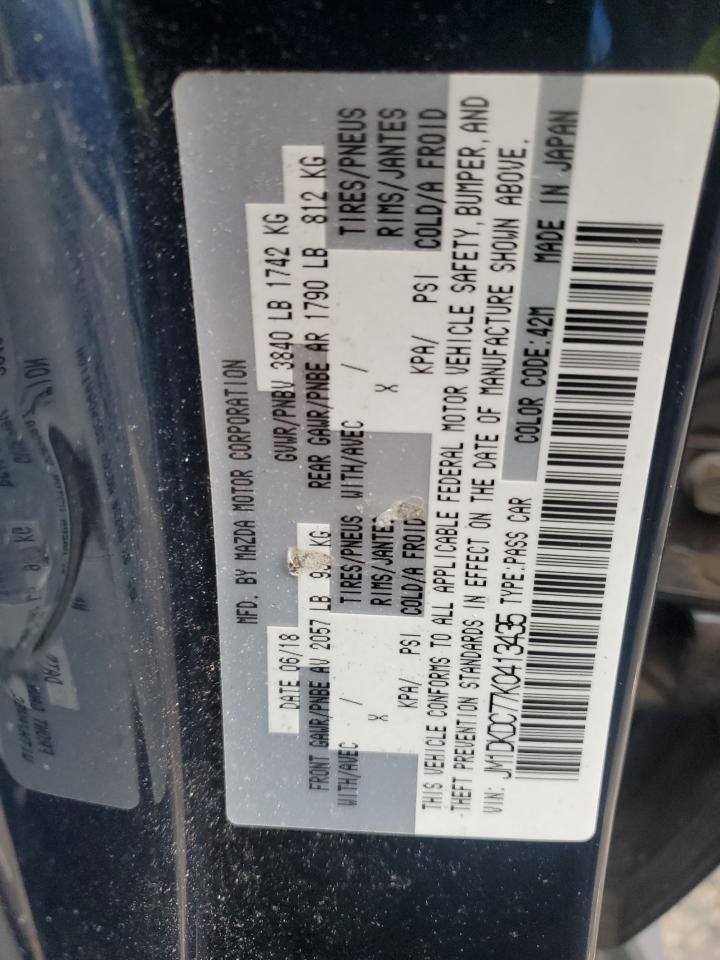 MFD. BY MAZDA MOTOR CORPORATION
DATE 06/18 GVWR/PNBV 3840 LB 1742 KG
FRONT GAWR/PNBE AV 2057 LB KG REAR GAWR/PNBE AR 1790 LB 812 KG
WITH/AVEC / TIRES/PNEUS WITH/AVEC / TIRES/PNEUS
X RIMS/JANTES X RIMS/JANTES
KPA/ PSI COLD/A FROID KPA/ PSI COLD/A FROID
THIS VEHICLE CONFORMS TO ALL APPLICABLE FEDERAL MOTOR VEHICLE SAFETY, BUMPER, AND
THEFT PREVENTION STANDARDS IN EFFECT ON THE DATE OF MANUFACTURE SHOWN ABOVE.
VIN: JM1DKDC77K0413435 TYPE:PASS CAR COLOR CODE:42M MADE IN JAPAN